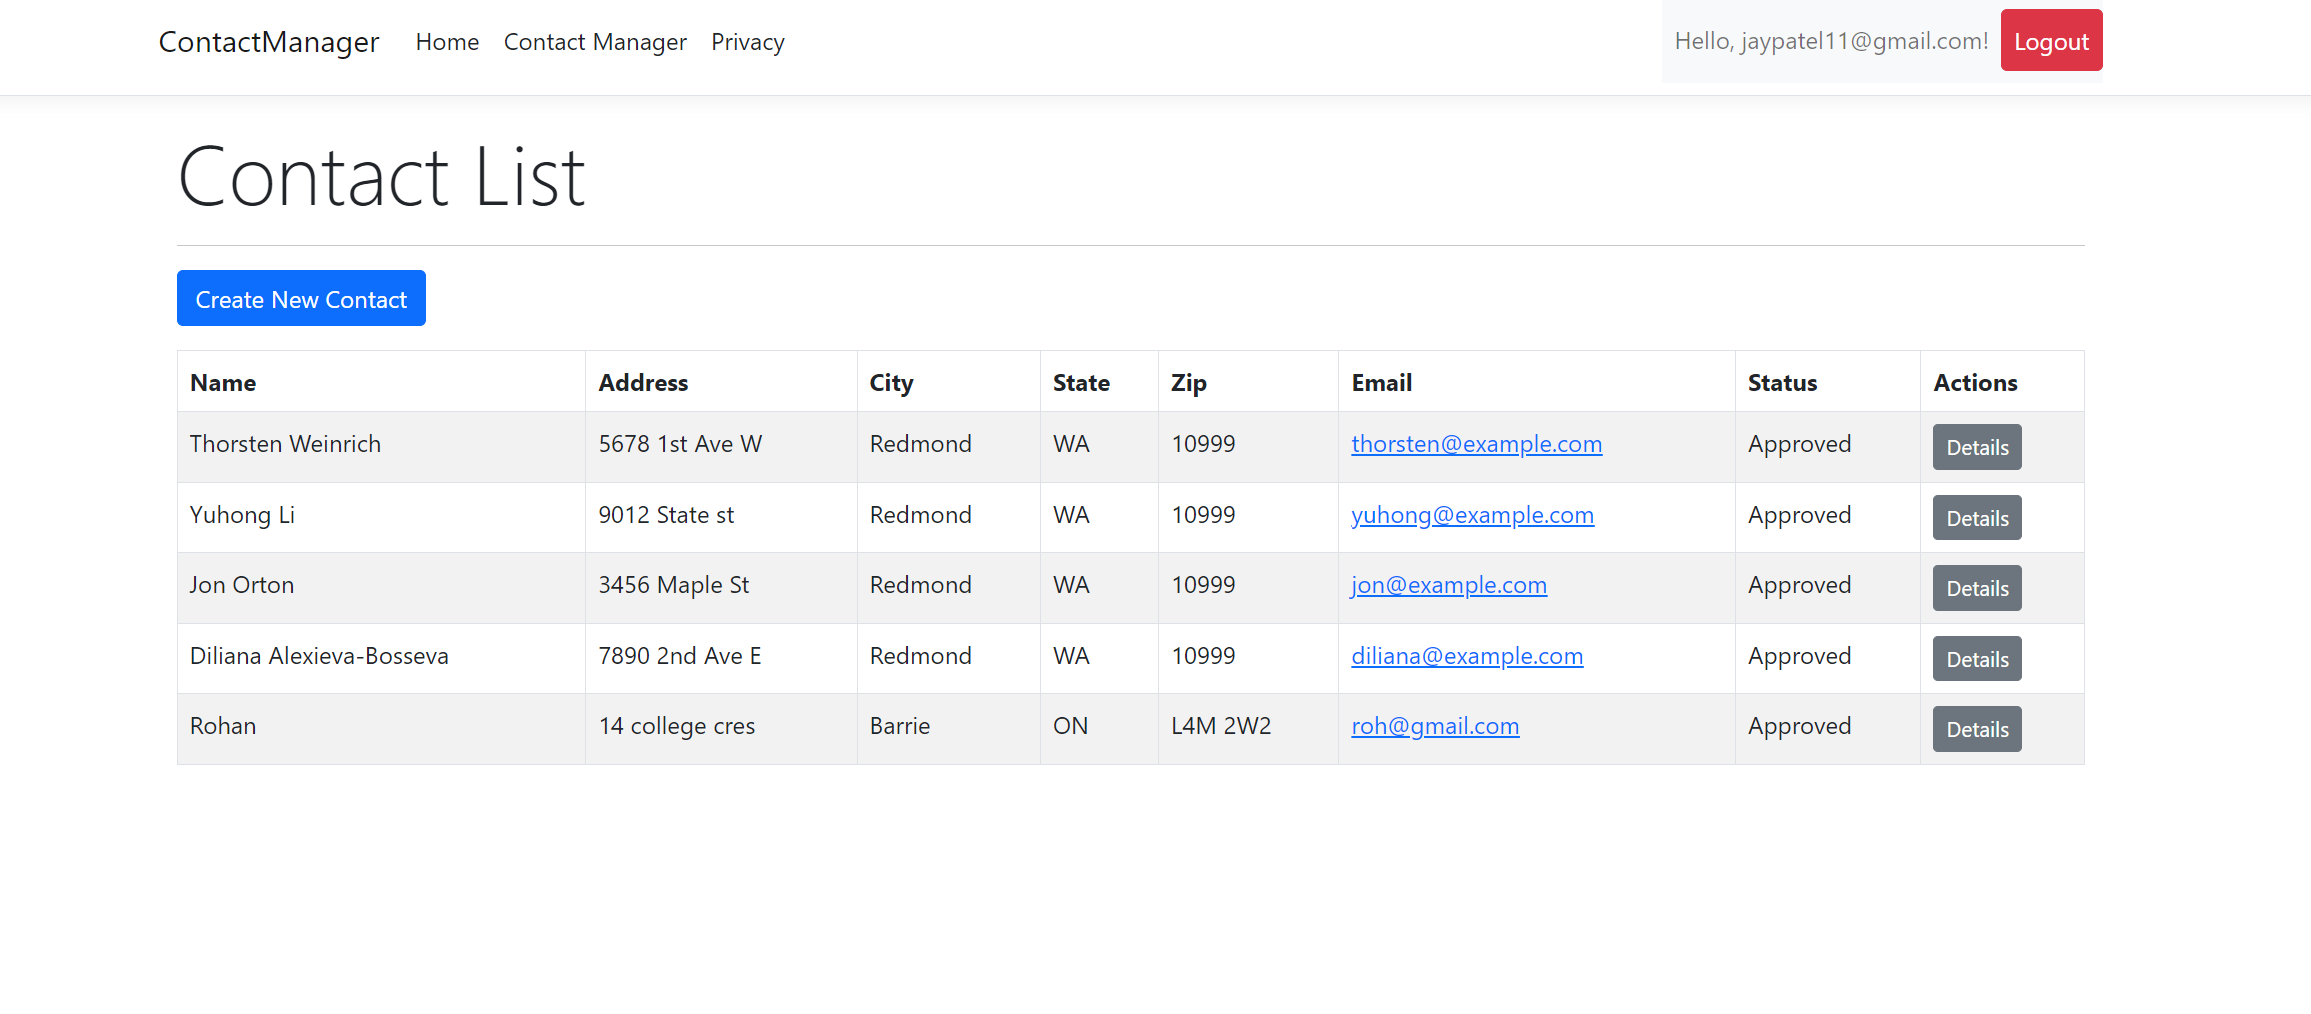 ContactManager Home Contact Manager Privacy Hello, jaypatel11@gmail.com! Logout
Contact List
Create New Contact
Name Address City State Zip Email Status Actions
Thorsten Weinrich 5678 1st Ave W Redmond WA 10999 thorsten@example.com Approved Details
Yuhong Li 9012 State st Redmond WA 10999 yuhong@example.com Approved Details
Jon Orton 3456 Maple St Redmond WA 10999 jon@example.com Approved Details
Diliana Alexieva-Bosseva 7890 2nd Ave E Redmond WA 10999 diliana@example.com Approved Details
Rohan 14 college cres Barrie ON L4M 2W2 roh@gmail.com Approved Details